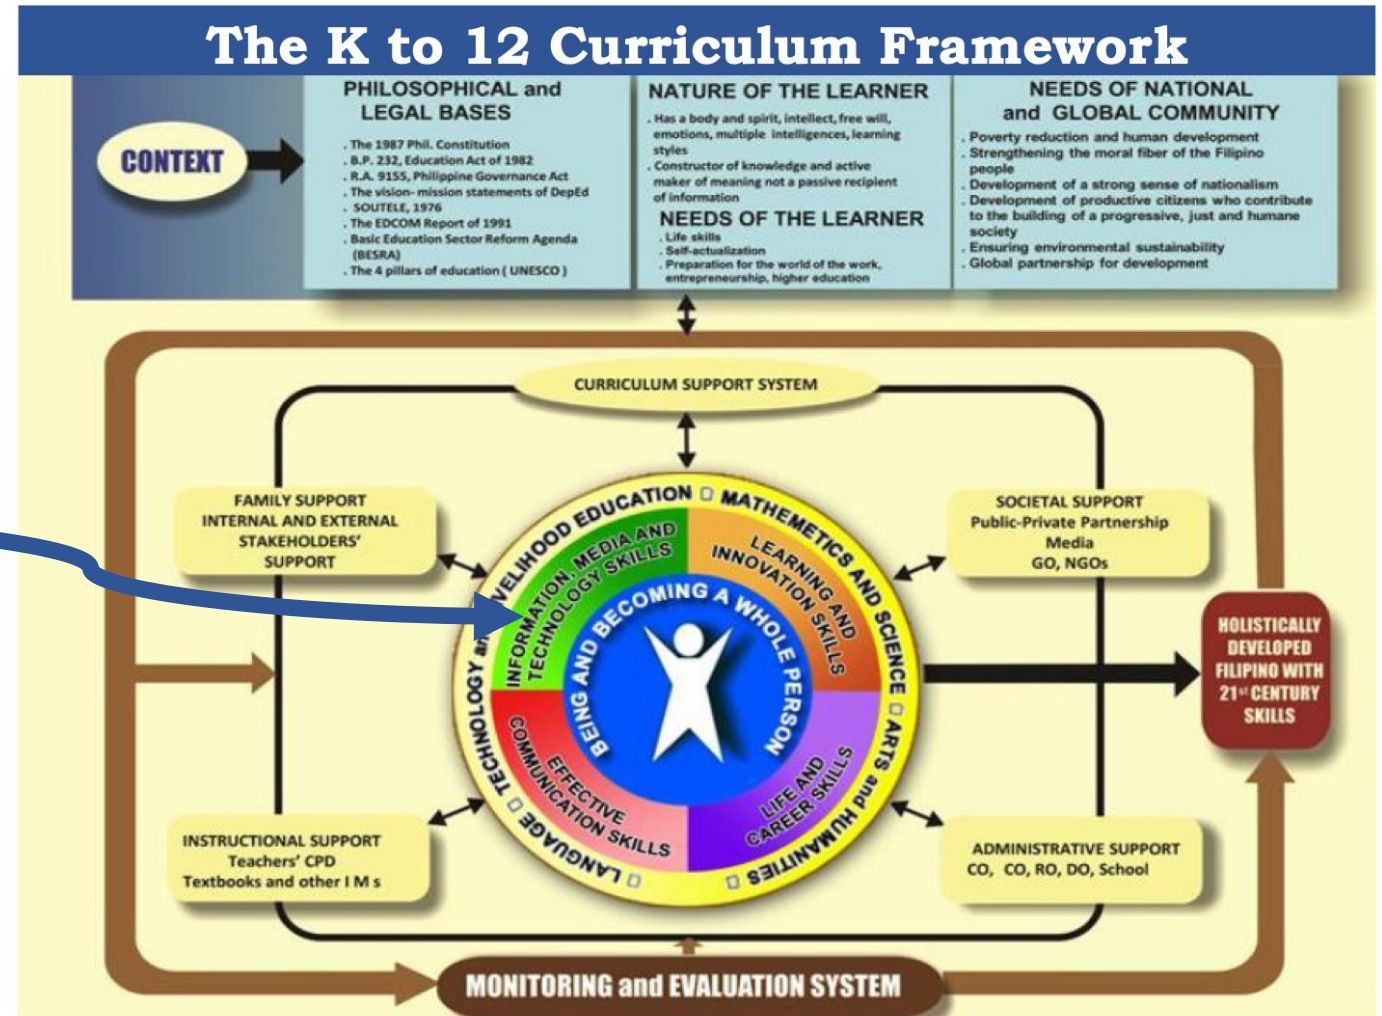 The K to 12 Curriculum Framework
CONTEXT
PHILOSOPHICAL and
LEGAL BASES
. The 1987 Phil. Constitution
. B.P. 232, Education Act of 1982
. R.A. 9155, Philippine Governance Act
. The vision- mission statements of DepEd
. SOUTELE, 1976
. The EDCOM Report of 1991
. Basic Education Sector Reform Agenda
(BESRA)
. The 4 pillars of education ( UNESCO )
NATURE OF THE LEARNER
. Has a body and spirit, intellect, free will,
emotions, multiple intelligences, learning
styles
. Constructor of knowledge and active
maker of meaning not a passive recipient
of information
NEEDS OF THE LEARNER
. Life skills
. Self-actualization
. Preparation for the world of the work,
entrepreneurship, higher education
NEEDS OF NATIONAL
and GLOBAL COMMUNITY
. Poverty reduction and human development
. Strengthening the moral fiber of the Filipino
people
. Development of a strong sense of nationalism
. Development of productive citizens who contribute
to the building of a progressive, just and humane
society
. Ensuring environmental sustainability
. Global partnership for development
CURRICULUM SUPPORT SYSTEM
FAMILY SUPPORT
INTERNAL AND EXTERNAL
STAKEHOLDERS'
SUPPORT
SOCIETAL SUPPORT
Public-Private Partnership
Media
GO, NGOs
TECHNOLOGY and VELIHOOD EDUCATION
MATHEMETICS AND SCIENCE
ARTS and HUMANITIES
LANGUAGE
INFORMATION, MEDIA AND
TECHNOLOGY SKILLS
LEARNING AND
INNOVATION SKILLS
BEING AND BECOMING A WHOLE PERSON
EFFECTIVE
COMMUNICATION SKILLS
LIFE AND
CAREER SKILLS
HOLISTICALLY
DEVELOPED
FILIPINO WITH
21st CENTURY
SKILLS
INSTRUCTIONAL SUPPORT
Teachers' CPD
Textbooks and other I M s
ADMINISTRATIVE SUPPORT
CO, CO, RO, DO, School
MONITORING and EVALUATION SYSTEM